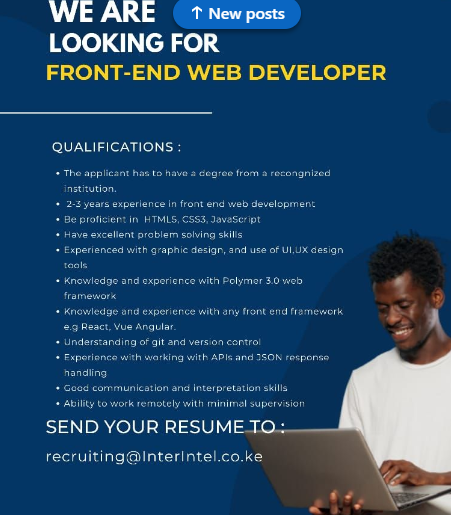 WE ARE
↑ New posts
LOOKING FOR
FRONT-END WEB DEVELOPER
QUALIFICATIONS :
• The applicant has to have a degree from a recongnized
institution.
• 2-3 years experience in front end web development
• Be proficient in HTML5, CSS3, JavaScript
• Have excellent problem solving skills
• Experienced with graphic design, and use of UI,UX design
tools
• Knowledge and experience with Polymer 3.0 web
framework
• Knowledge and experience with any front end framework
e.g React, Vue Angular.
• Understanding of git and version control
• Experience with working with APIs and JSON response
handling
• Good communication and interpretation skills
• Ability to work remotely with minimal supervision
SEND YOUR RESUME TO :
recruiting@InterIntel.co.ke